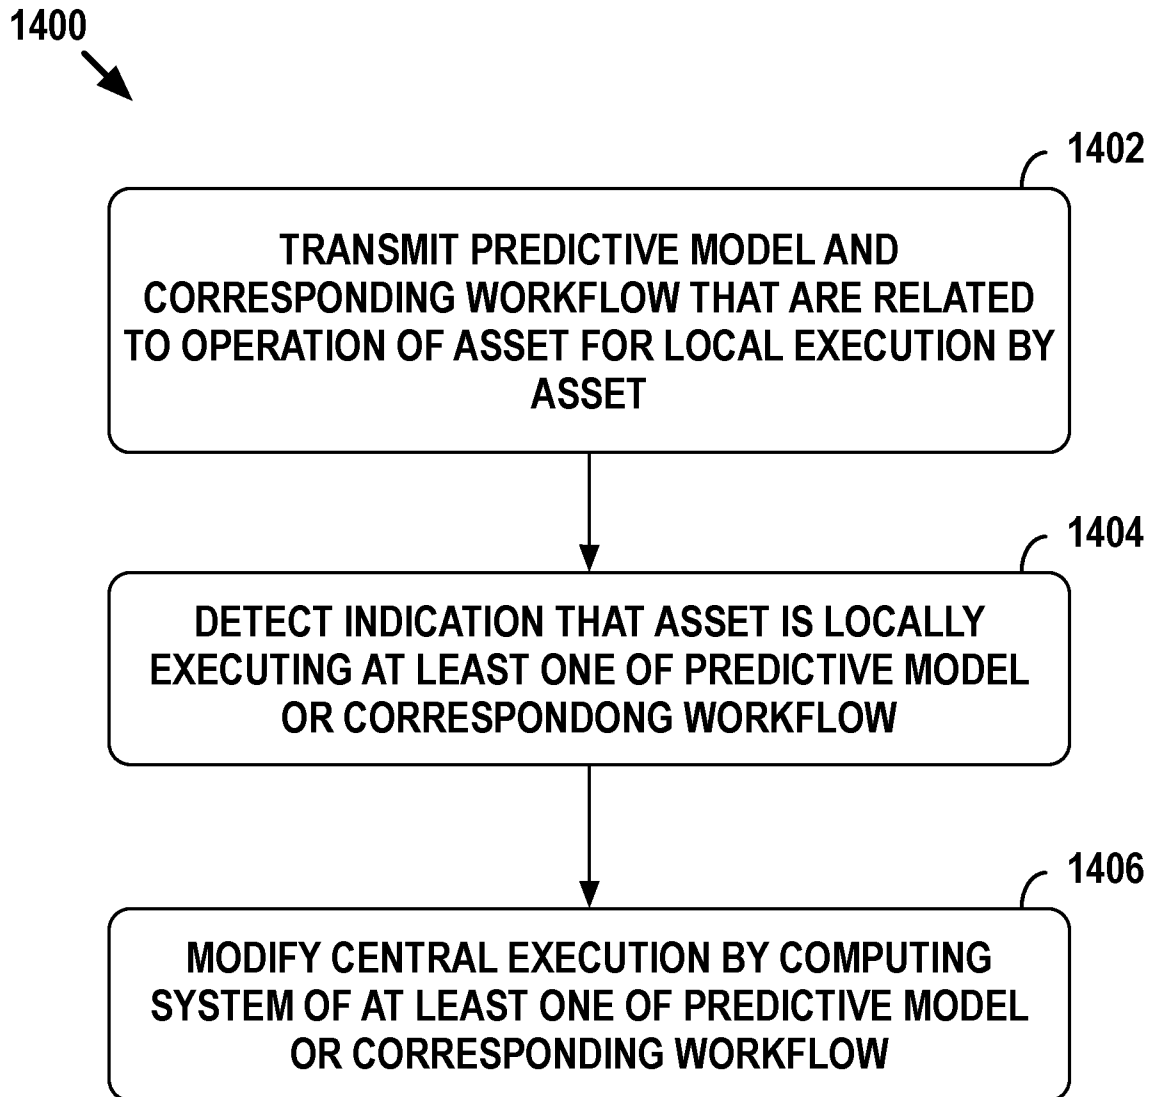 1400
1402
TRANSMIT PREDICTIVE MODEL AND
CORRESPONDING WORKFLOW THAT ARE RELATED
TO OPERATION OF ASSET FOR LOCAL EXECUTION BY
ASSET
1404
DETECT INDICATION THAT ASSET IS LOCALLY
EXECUTING AT LEAST ONE OF PREDICTIVE MODEL
OR CORRESPONDONG WORKFLOW
1406
MODIFY CENTRAL EXECUTION BY COMPUTING
SYSTEM OF AT LEAST ONE OF PREDICTIVE MODEL
OR CORRESPONDING WORKFLOW